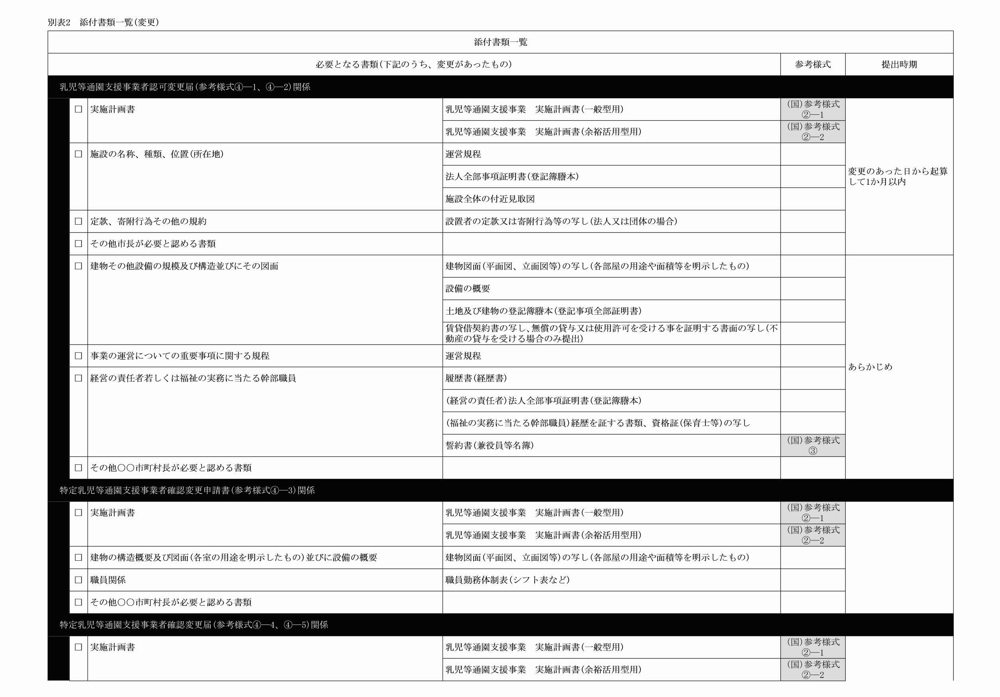 別表2　添付書類一覧(変更)
添付書類一覧
必要となる書類(下記のうち、変更があったもの)　参考様式　提出時期
乳児等通園支援事業者認可変更届(参考様式④―1、④―2)関係
□ 実施計画書　乳児等通園支援事業　実施計画書(一般型用)　(国)参考様式
②―1
乳児等通園支援事業　実施計画書(余裕活用型用)　(国)参考様式
②―2
□ 施設の名称、種類、位置(所在地)　運営規程
変更のあった日から起算
して1か月以内
法人全部事項証明書(登記簿謄本)
施設全体の付近見取図
□ 定款、寄附行為その他の規約　設置者の定款又は寄附行為等の写し(法人又は団体の場合)
□ その他市長が必要と認める書類
□ 建物その他設備の規模及び構造並びにその図面　建物図面(平面図、立面図等)の写し(各部屋の用途や面積等を明示したもの)
設備の概要
土地及び建物の登記簿謄本(登記事項全部証明書)
賃貸借契約書の写し、無償の貸与又は使用許可を受ける事を証明する書面の写し(不
動産の貸与を受ける場合のみ提出)
□ 事業の運営についての重要事項に関する規程　運営規程
あらかじめ
□ 経営の責任者若しくは福祉の実務に当たる幹部職員　履歴書(経歴書)
(経営の責任者)法人全部事項証明書(登記簿謄本)
(福祉の実務に当たる幹部職員)経歴を証する書類、資格証(保育士等)の写し
誓約書(兼役員等名簿)　(国)参考様式
③
□ その他〇〇市町村長が必要と認める書類
特定乳児等通園支援事業者確認変更申請書(参考様式④―3)関係
□ 実施計画書　乳児等通園支援事業　実施計画書(一般型用)　(国)参考様式
②―1
乳児等通園支援事業　実施計画書(余裕活用型用)　(国)参考様式
②―2
□ 建物の構造概要及び図面(各室の用途を明示したもの)並びに設備の概要　建物図面(平面図、立面図等)の写し(各部屋の用途や面積等を明示したもの)
□ 職員関係　職員勤務体制表(シフト表など)
□ その他〇〇市町村長が必要と認める書類
特定乳児等通園支援事業者確認変更届(参考様式④―4、④―5)関係
□ 実施計画書　乳児等通園支援事業　実施計画書(一般型用)　(国)参考様式
②―1
乳児等通園支援事業　実施計画書(余裕活用型用)　(国)参考様式
②―2